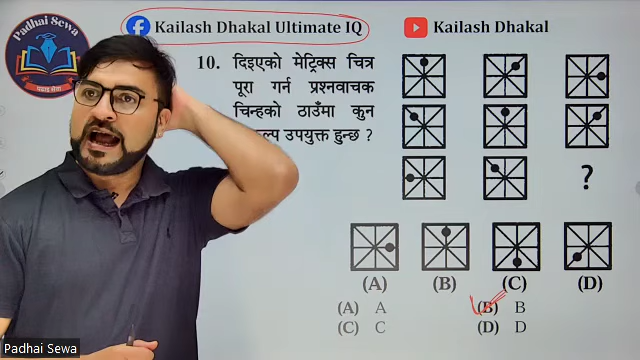 Padhai Sewa
Kailash Dhakal Ultimate IQ
Kailash Dhakal
10. दिइएको मेट्रिक्स चित्र
पूरा गर्न प्रश्नवाचक
चिन्हको ठाउँमा कुन
उपयुक्त हुन्छ ?
?
(A) (B) (C) (D)
(A) A (B) B
(C) C (D) D
Padhai Sewa